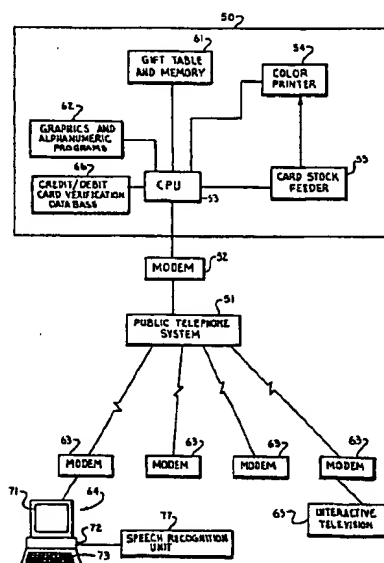 50
61
GIFT TABLE
AND MEMORY
54
COLOR
PRINTER
62
GRAPHICS AND
ALPHANUMERIC
PROGRAMS
66
CREDIT/DEBIT
CARD VERIFICATION
DATABASE
CPU
53
55
CARD STOCK
FEEDER
MODEM
52
51
PUBLIC TELEPHONE
SYSTEM
63
MODEM
63
MODEM
63
MODEM
63
MODEM
71
64
72
73
77
SPEECH RECOGNITION
UNIT
65
INTERACTIVE
TELEVISION